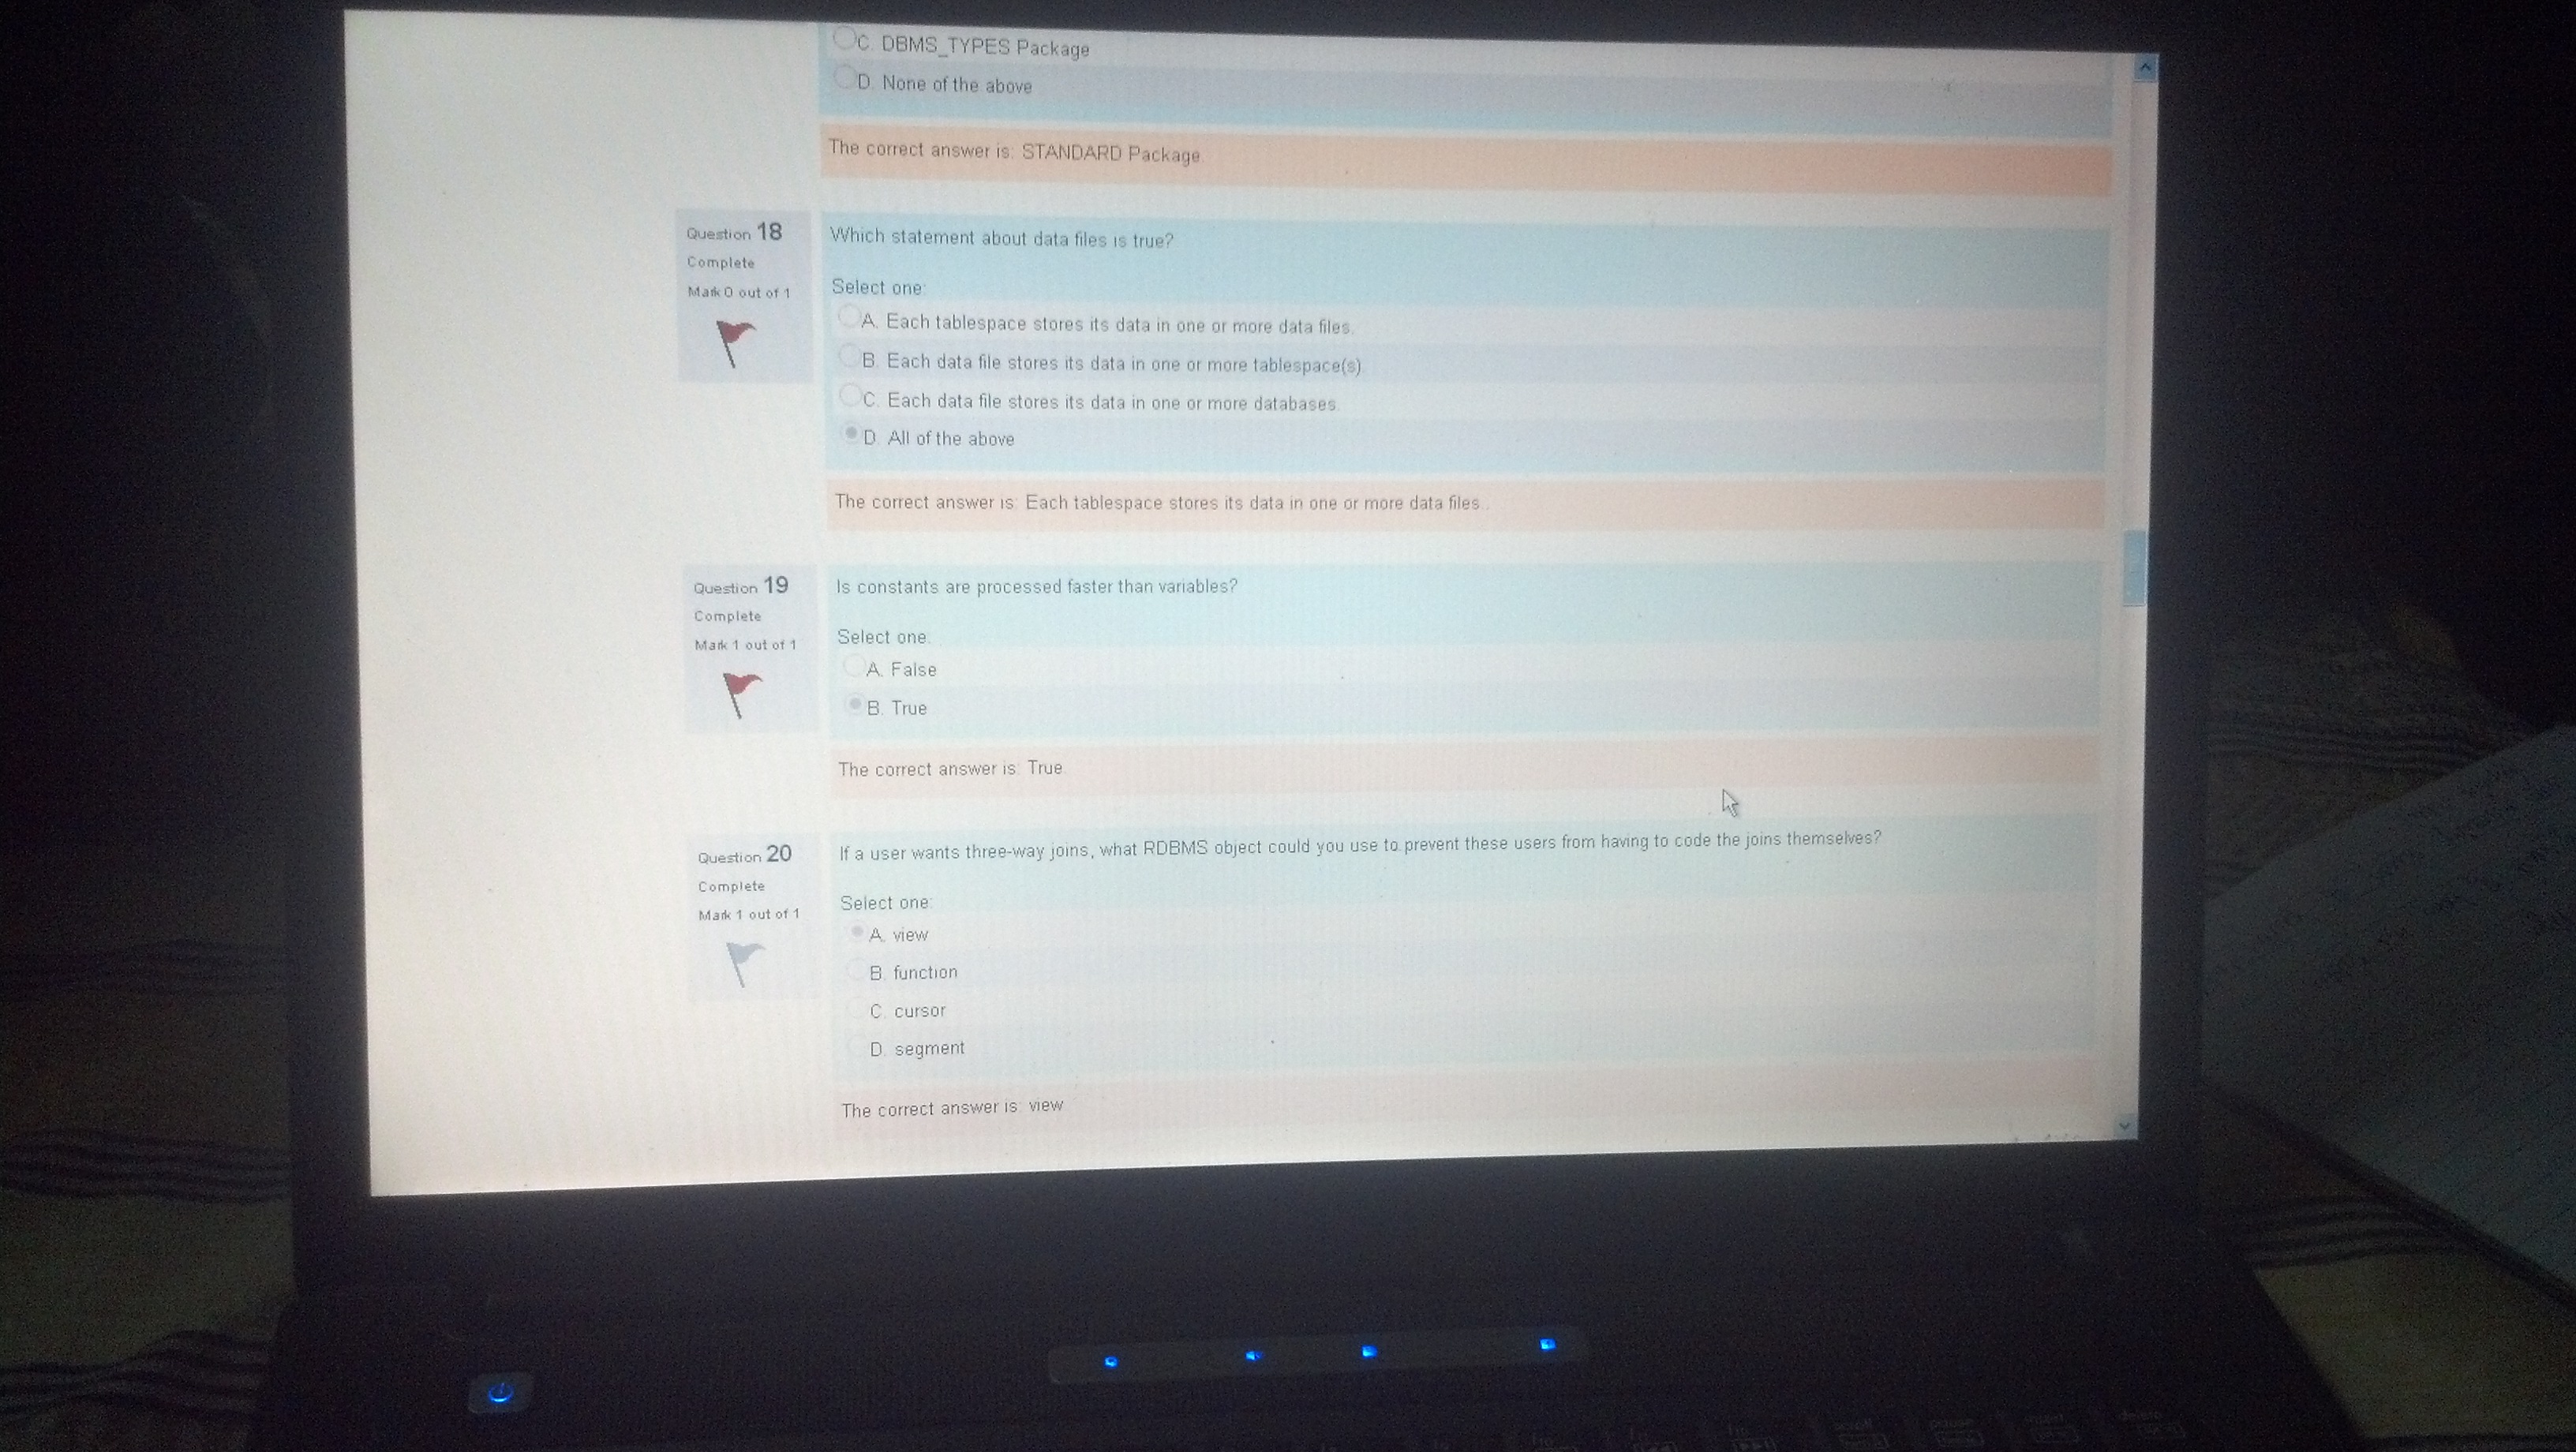 C. DBMS_TYPES Package
D. None of the above
The correct answer is: STANDARD Package
Question 18
Complete
Mark 0 out of 1
Which statement about data files is true?
Select one:
A. Each tablespace stores its data in one or more data files.
B. Each data file stores its data in one or more tablespace(s)
C. Each data file stores its data in one or more databases.
D. All of the above
The correct answer is: Each tablespace stores its data in one or more data files..
Question 19
Complete
Mark 1 out of 1
Is constants are processed faster than variables?
Select one:
A. False
B. True
The correct answer is: True
Question 20
Complete
Mark 1 out of 1
If a user wants three-way joins, what RDBMS object could you use to prevent these users from having to code the joins themselves?
Select one:
A. view
B. function
C. cursor
D. segment
The correct answer is: view